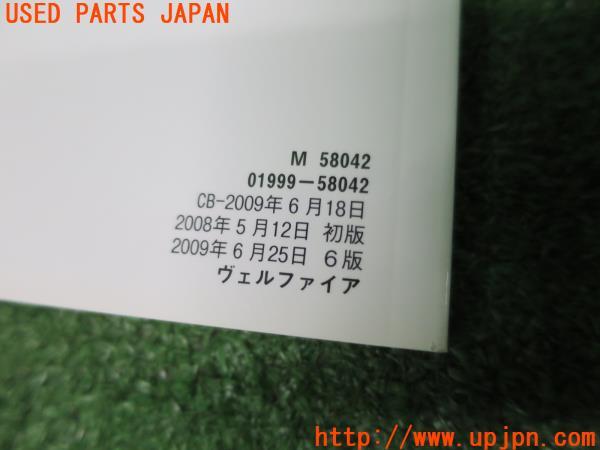 USED PARTS JAPAN
M 58042
01999-58042
CB-2009年6月18日
2008年5月12日 初版
2009年6月25日 6版
ヴェルファイア
http://www.upjpn.com/